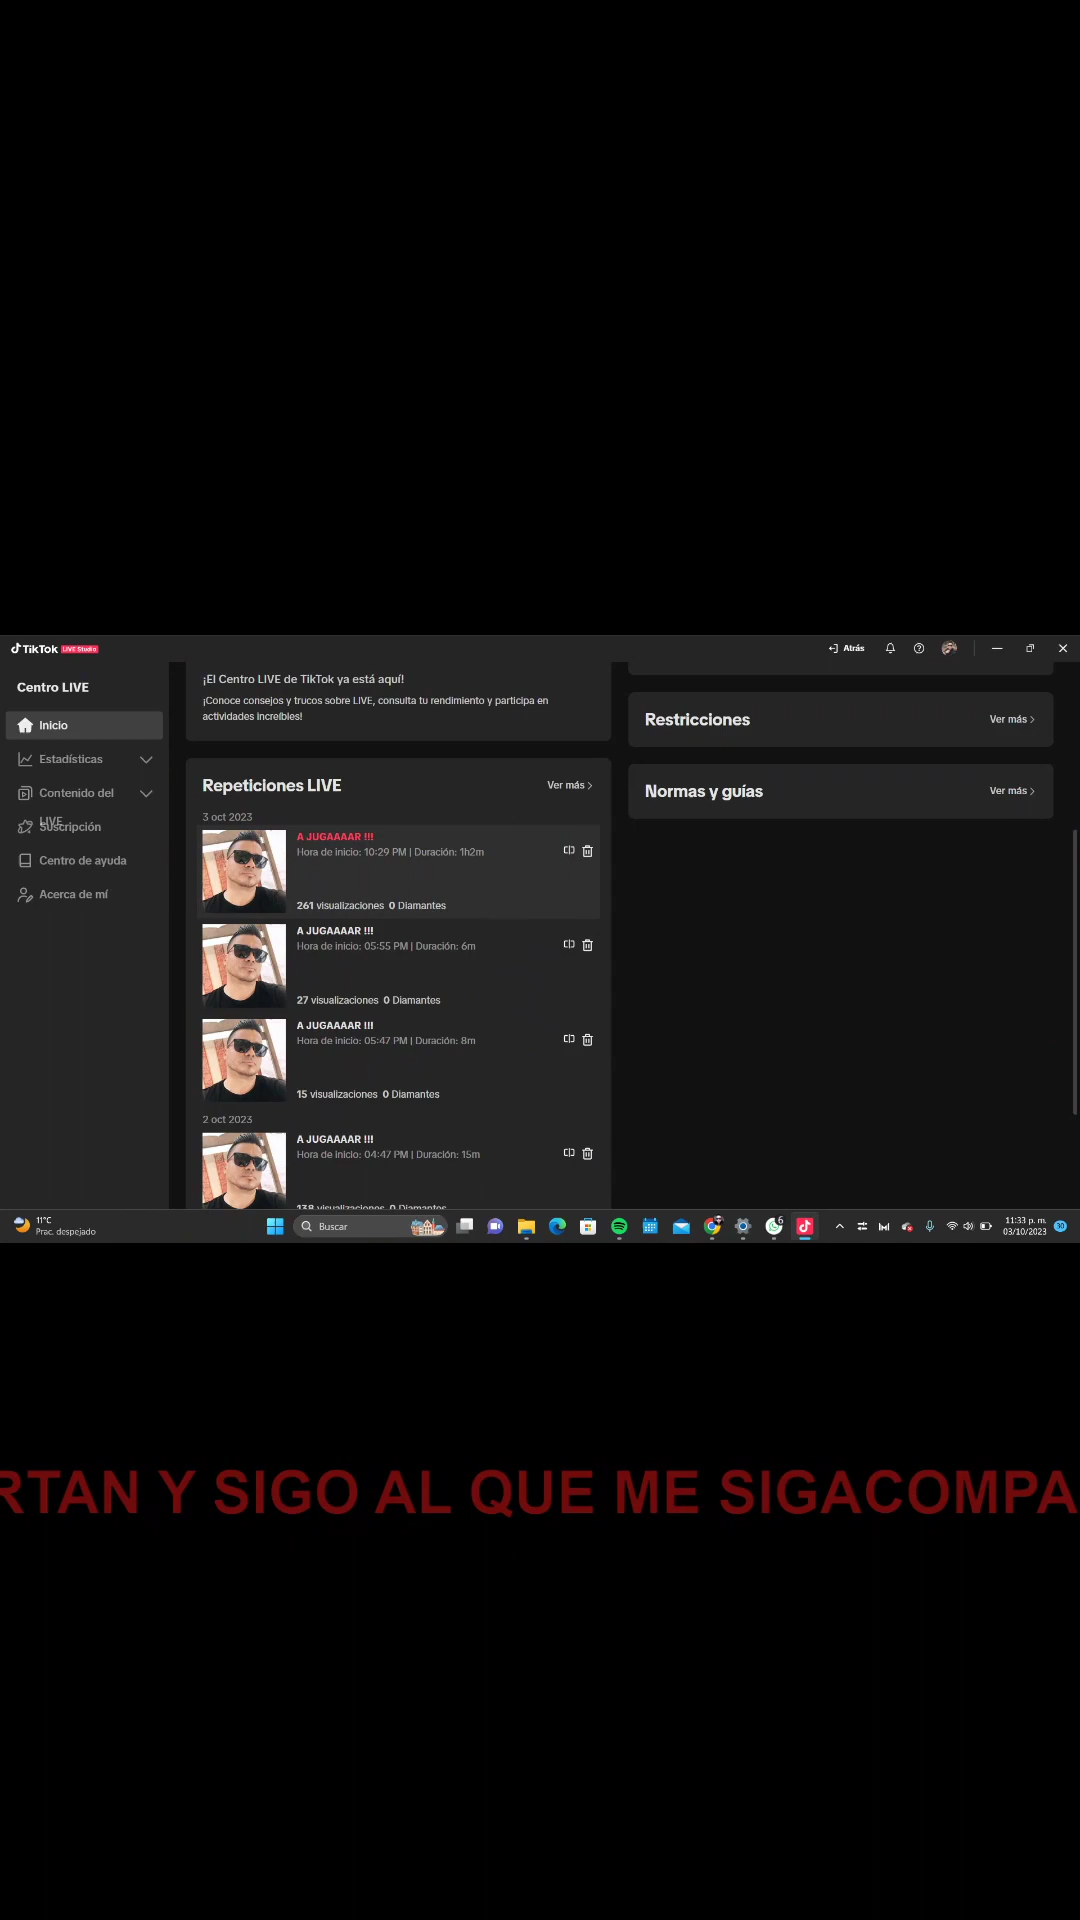 TikTok LIVE Studio
Atrás
Centro LIVE
Inicio
Estadísticas
Contenido del
LIVE
Suscripción
Centro de ayuda
Acerca de mí
¡El Centro LIVE de TikTok ya está aquí!
¡Conoce consejos y trucos sobre LIVE, consulta tu rendimiento y participa en
actividades increíbles!
Repeticiones LIVE
Ver más
3 oct 2023
A JUGAAAAR !!!
Hora de inicio: 10:29 PM | Duración: 1h2m
261 visualizaciones 0 Diamantes
A JUGAAAAR !!!
Hora de inicio: 05:55 PM | Duración: 6m
27 visualizaciones 0 Diamantes
A JUGAAAAR !!!
Hora de inicio: 05:47 PM | Duración: 8m
15 visualizaciones 0 Diamantes
2 oct 2023
A JUGAAAAR !!!
Hora de inicio: 04:47 PM | Duración: 15m
138 visualizaciones 0 Diamantes
Restricciones
Ver más
Normas y guías
Ver más
11°C
Prac. despejado
Buscar
6
11:33 p. m.
03/10/2023
30
RTAN Y SIGO AL QUE ME SIGACOMPA